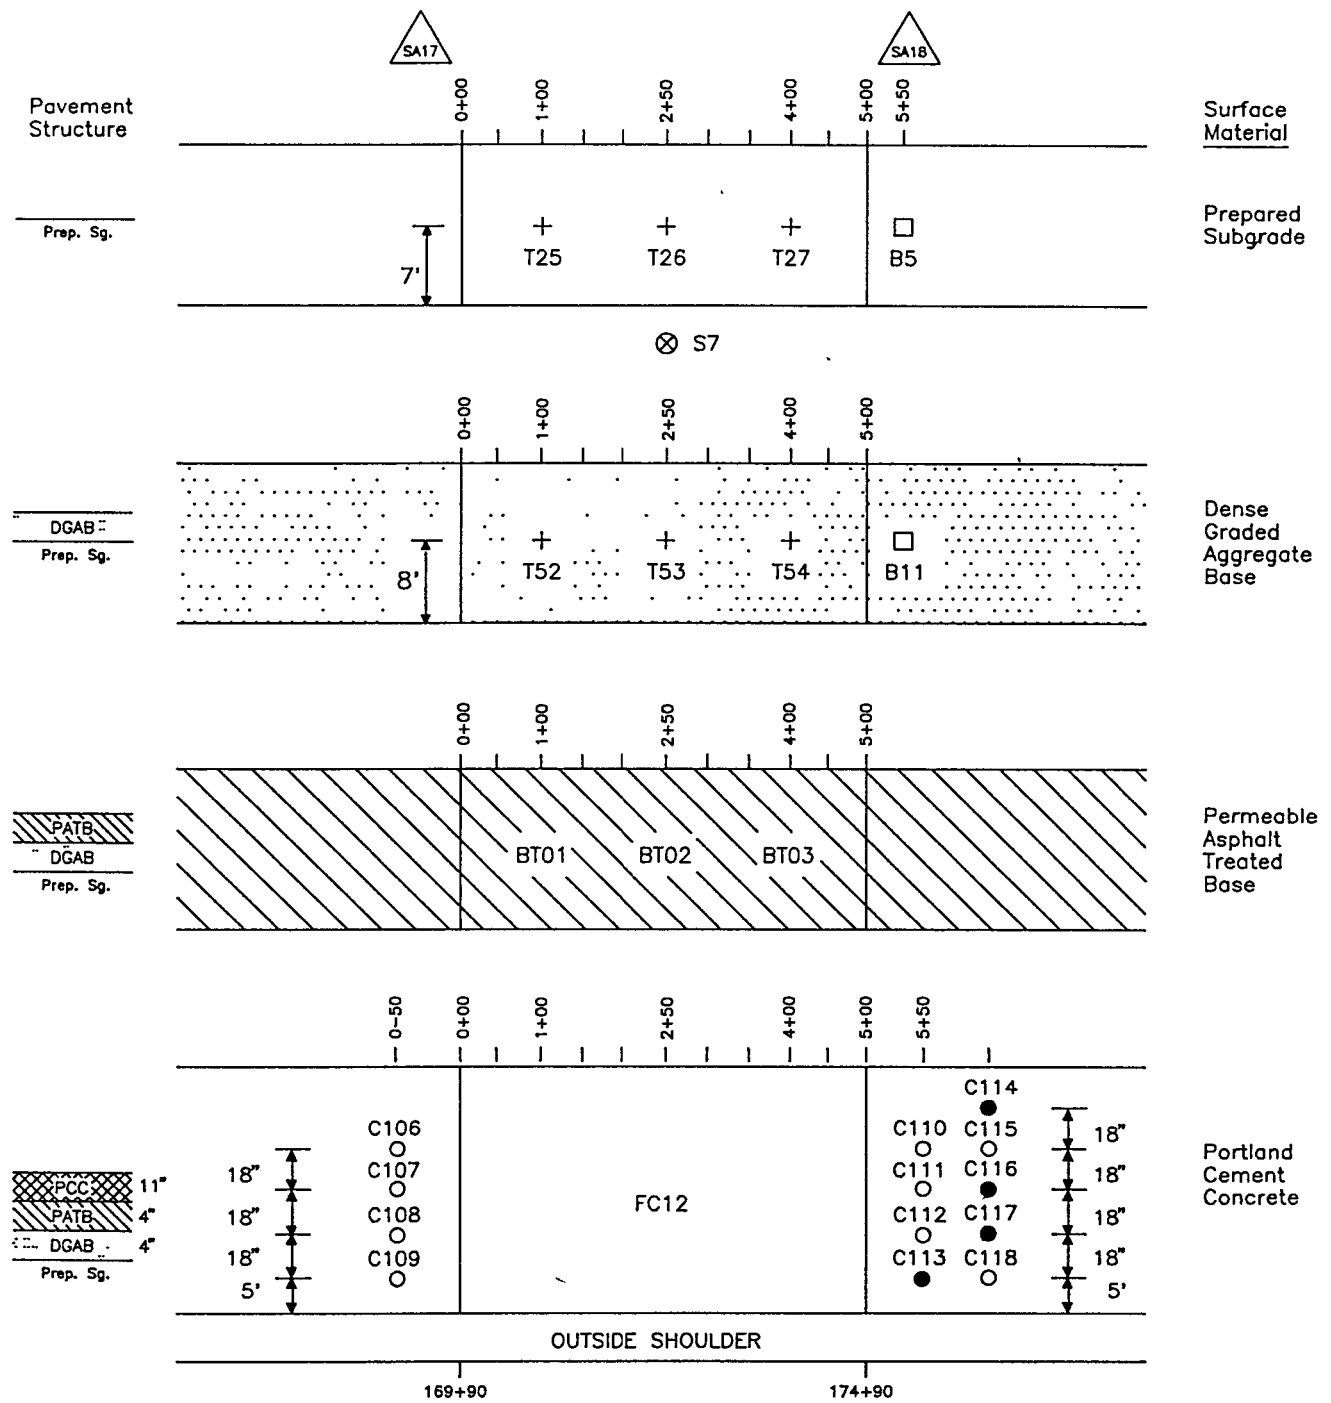 SA17
SA18
0+00
1+00
2+50
4+00
5+00
5+50
Pavement
Structure
Surface
Material
Prep. Sg.
7'
T25
T26
T27
B5
Prepared
Subgrade
S7
0+00
1+00
2+50
4+00
5+00
DGAB
Prep. Sg.
8'
T52
T53
T54
B11
Dense
Graded
Aggregate
Base
0+00
1+00
2+50
4+00
5+00
PATB
DGAB
Prep. Sg.
BT01
BT02
BT03
Permeable
Asphalt
Treated
Base
0-50
0+00
1+00
2+50
4+00
5+00
5+50
PCC 11"
PATB 4"
DGAB 4"
Prep. Sg.
18"
18"
18"
5'
C106
C107
C108
C109
FC12
C110
C111
C112
C113
C114
C115
C116
C117
C118
18"
18"
18"
18"
5'
Portland
Cement
Concrete
OUTSIDE SHOULDER
169+90
174+90